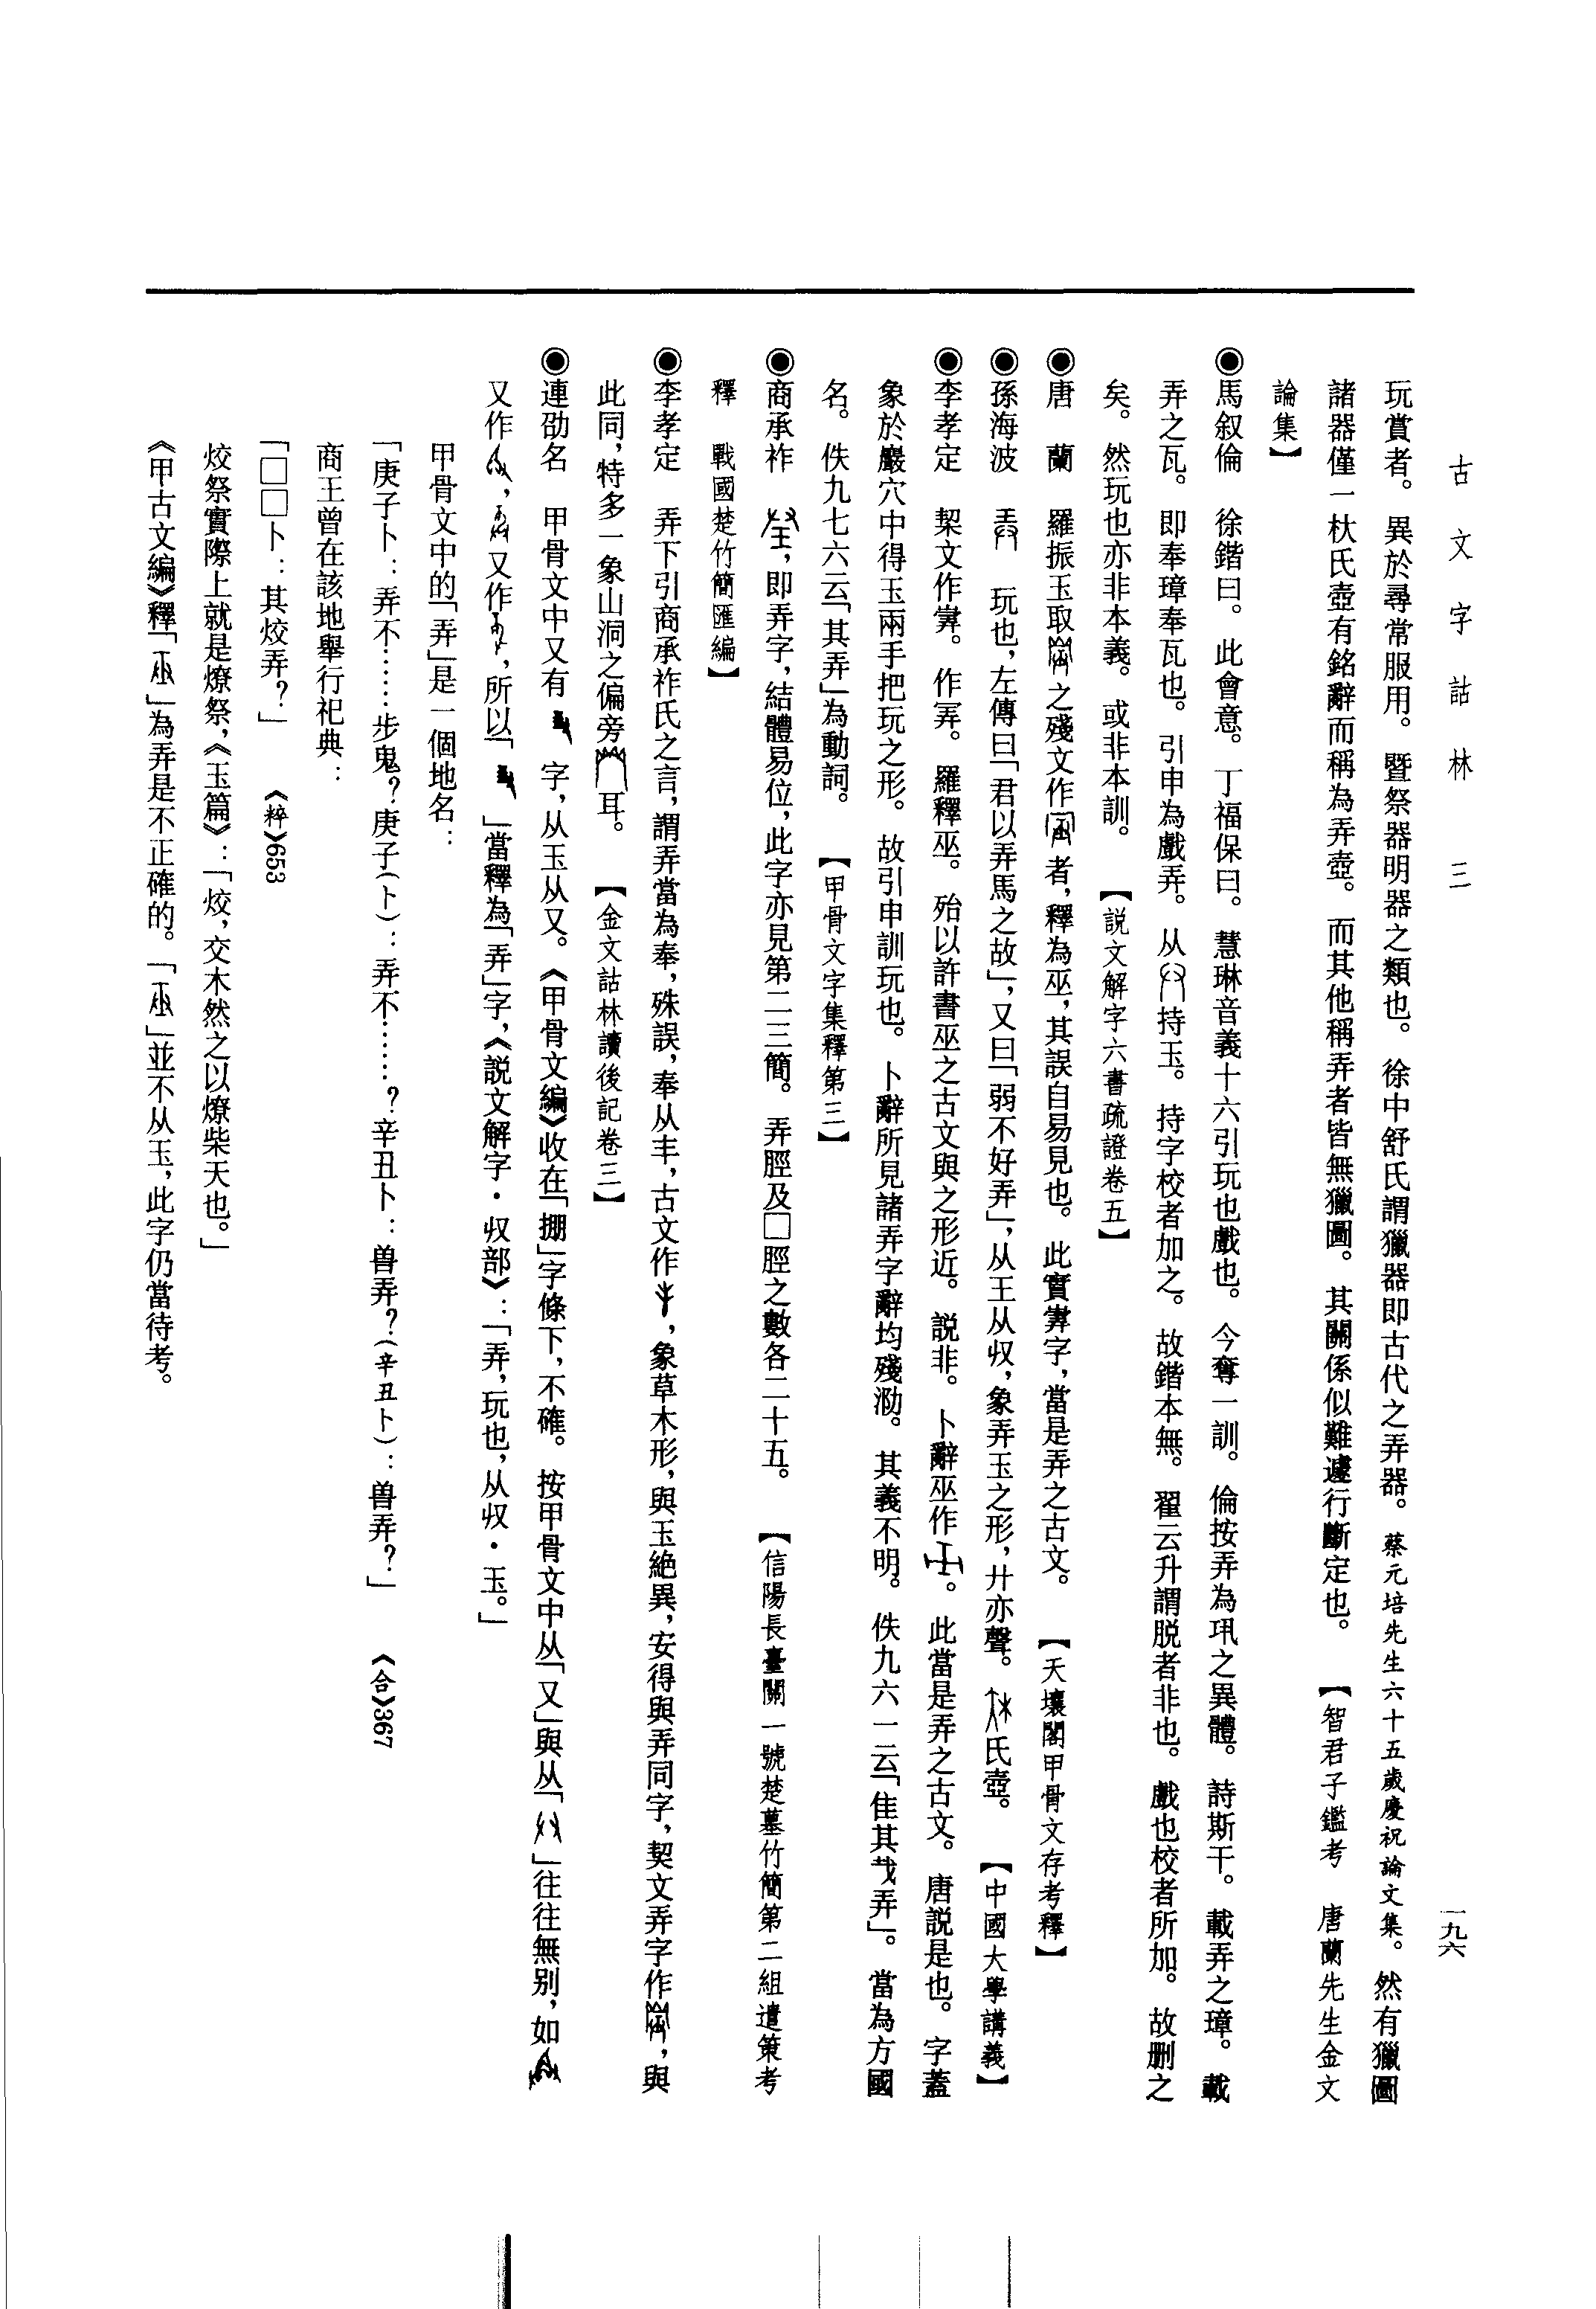 古文字詁林 三
一九六
玩賞者。異於尋常服用。暨祭器明器之類也。徐中舒氏謂獵器即古代之弄器。蔡元培先生六十五歲慶祝論文集。然有獵圖
諸器僅一杕氏壺有銘辭而稱為弄壺。而其他稱弄者皆無獵圖。其關係似難遽行斷定也。【智君子鑑考 唐蘭先生金文
論集】
◉馬叙倫 徐鍇曰。此會意。丁福保曰。慧琳音義十六引玩也戲也。今奪一訓。倫按弄為玩之異體。詩斯干。載弄之璋。載
弄之瓦。即奉璋奉瓦也。引申為戲弄。从持玉。持字校者加之。故鍇本無。翟云升謂脱者非也。戲也校者所加。故删之
矣。然玩也亦非本義。或非本訓。【説文解字六書疏證卷五】
◉唐 蘭 羅振玉取之殘文作者,釋為巫,其誤自易見也。此實字,當是弄之古文。【天壤閣甲骨文存考釋】
◉孫海波 玩也,左傳曰「君以弄馬之故」,又曰「弱不好弄」,从王从収,象弄玉之形,廾亦聲。氏壺。【中國大學講義】
◉李孝定 栔文作。作。羅釋巫。殆以許書巫之古文與之形近。説非。卜辭巫作。此當是弄之古文。唐説是也。字蓋
象於巖穴中得玉兩手把玩之形。故引申訓玩也。卜辭所見諸弄字辭均殘泐。其義不明。佚九六一云「隹其弄」。當為方國
名。佚九七六云「其弄」為動詞。【甲骨文字集釋第三】
◉商承祚 ,即弄字,結體易位,此字亦見第二三簡。弄脛及□脛之數各二十五。【信陽長臺關一號楚墓竹簡第二組遣策考
釋 戰國楚竹簡匯編】
◉李孝定 弄下引商承祚氏之言,謂弄當為奉,殊誤,奉从丰,古文作,象草木形,與玉絶異,安得與弄同字,契文弄字作,與
此同,特多一象山洞之偏旁耳。【金文詁林讀後記卷三】
◉連劭名 甲骨文中又有字,从玉从又。《甲骨文編》收在「掤」字條下,不確。按甲骨文中从「又」與从「」往往無别,如
又作,又作,所以「」當釋為「弄」字,《説文解字·収部》:「弄,玩也,从収·玉。」
甲骨文中的「弄」是一個地名:
「庚子卜:弄不……步鬼?庚子(卜):弄不……?辛丑卜:兽弄?(辛丑卜):兽弄?」 《合》367
商王曾在該地舉行祀典:
「□□卜:其烄弄?」 《粹》653
烄祭實際上就是燎祭,《玉篇》:「烄,交木然之以燎柴天也。」
《甲古文編》釋「」為弄是不正確的。「」並不从玉,此字仍當待考。